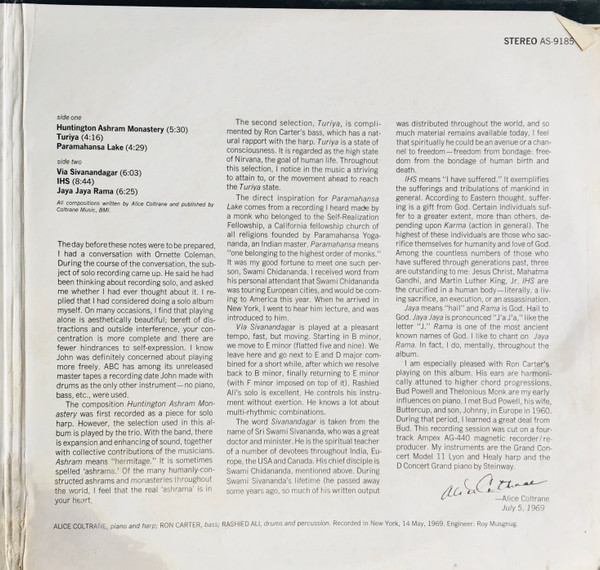 STEREO AS-9185
side one
Huntington Ashram Monastery (5:30)
Turiya (4:16)
Paramahansa Lake (4:29)
side two
Via Sivanandagar (6:03)
IHS (8:44)
Jaya Jaya Rama (6:25)
All compositions written by Alice Coltrane and published by
Coltrane Music, BMI.
The day before these notes were to be prepared,
I had a conversation with Ornette Coleman.
During the course of the conversation, the sub-
ject of solo recording came up. He said he had
been thinking about recording solo, and asked
me whether I had ever thought about it. I re-
plied that I had considered doing a solo album
myself. On many occasions, I find that playing
alone is aesthetically beautiful; bereft of dis-
tractions and outside interference, your con-
centration is more complete and there are
fewer hindrances to self-expression. I know
John was definitely concerned about playing
more freely. ABC has among its unreleased
master tapes a recording date John made with
drums as the only other instrument—no piano,
bass, etc., were used.
The composition Huntington Ashram Mon-
astery was first recorded as a piece for solo
harp. However, the selection used in this al-
bum is played by the trio. With the band, there
is expansion and enhancing of sound, together
with collective contributions of the musicians.
Ashram means "hermitage." It is sometimes
spelled 'ashrama.' Of the many humanly-con-
structed ashrams and monasteries throughout
the world, I feel that the real 'ashrama' is in
your heart.
The second selection, Turiya, is compli-
mented by Ron Carter's bass, which has a nat-
ural rapport with the harp. Turiya is a state of
consciousness. It is regarded as the high state
of Nirvana, the goal of human life. Throughout
this selection, I notice in the music a striving
to attain to, or the movement ahead to reach
the Turiya state.
The direct inspiration for Paramahansa
Lake comes from a recording I heard made by
a monk who belonged to the Self-Realization
Fellowship, a California fellowship church of
all religions founded by Paramahansa Yoga-
nanda, an Indian master. Paramahansa means
"one belonging to the highest order of monks."
It was my good fortune to meet one such per-
son, Swami Chidananda. I received word from
his personal attendant that Swami Chidananda
was touring European cities, and would be com-
ing to America this year. When he arrived in
New York, I went to hear him lecture, and was
introduced to him.
Via Sivanandagar is played at a pleasant
tempo, fast, but moving. Starting in B minor,
we move to E minor (flatted five and nine). We
leave here and go next to E and D major com-
bined for a short while, after which we resolve
back to B minor, finally returning to E minor
(with F minor imposed on top of it). Rashied
Ali's solo is excellent. He controls his instru-
ment without exertion. He knows a lot about
multi-rhythmic combinations.
The word Sivanandagar is taken from the
name of Sri Swami Sivananda, who was a great
doctor and minister. He is the spiritual teacher
of a number of devotees throughout India, Eu-
rope, the USA and Canada. His chief disciple is
Swami Chidananda, mentioned above. During
Swami Sivananda's lifetime (he passed away
some years ago, so much of his written output
was distributed throughout the world, and so
much material remains available today, I feel
that spiritually he could be an avenue or a chan-
nel to freedom—freedom from bondage: free-
dom from the bondage of human birth and
death.
IHS means "I have suffered." It exemplifies
the sufferings and tribulations of mankind in
general. According to Eastern thought, suffer-
ing is a gift from God. Certain individuals suf-
fer to a greater extent, more than others, de-
pending upon Karma (action in general). The
highest of these individuals are those who sac-
rifice themselves for humanity and love of God.
Among the countless numbers of those who
have suffered through generations past, three
are outstanding to me: Jesus Christ, Mahatma
Gandhi, and Martin Luther King, Jr. IHS are
the crucified in a human body—literally, a liv-
ing sacrifice, an execution, or an assassination.
Jaya means "hail" and Rama is God. Hail to
God. Jaya Jaya is pronounced "J'a J'a," like the
letter "J." Rama is one of the most ancient
known names of God. I like to chant on Jaya
Rama. In fact, I do, mentally, throughout the
album.
I am especially pleased with Ron Carter's
playing on this album. His ears are harmoni-
cally attuned to higher chord progressions.
Bud Powell and Thelonious Monk are my early
influences on piano. I met Bud Powell, his wife,
Buttercup, and son, Johnny, in Europe in 1960.
During that period, I learned a great deal from
Bud. This recording session was cut on a four-
track Ampex AG-440 magnetic recorder/re-
producer. My instruments are the Grand Con-
cert Model 11 Lyon and Healy harp and the
D Concert Grand piano by Steinway.
Alice Coltrane
—Alice Coltrane
July 5, 1969
ALICE COLTRANE, piano and harp; RON CARTER, bass; RASHIED ALI, drums and percussion. Recorded in New York, 14 May, 1969. Engineer: Roy Musgnug.